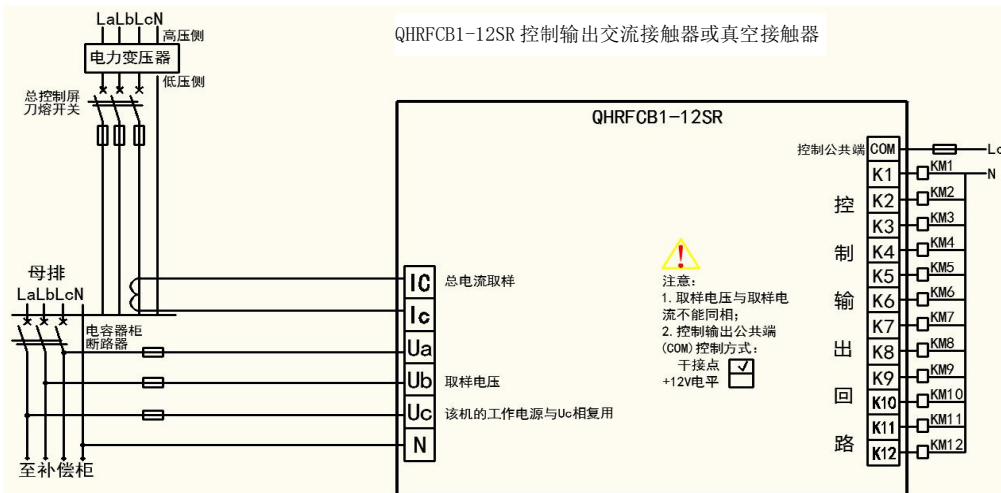 QHRFCB1-12SR 控制输出交流接触器或真空接触器
LaLbLcN
高压侧
电力变压器
低压侧
总控制屏
刀熔开关
母排
LaLbLcN
电容器柜
断路器
至补偿柜
QHRFCB1-12SR
IC 总电流取样
Ic
Ua
Ub 取样电压
Uc 该机的工作电源与Uc相复用
N
注意:
1.取样电压与取样电
流不能同相;
2.控制输出公共端
(COM)控制方式:
干接点 ✓
+12V电平
控制输出回路
控制公共端 COM Lc
K1 KM1 N
K2 KM2
K3 KM3
K4 KM4
K5 KM5
K6 KM6
K7 KM7
K8 KM8
K9 KM9
K10 KM10
K11 KM11
K12 KM12